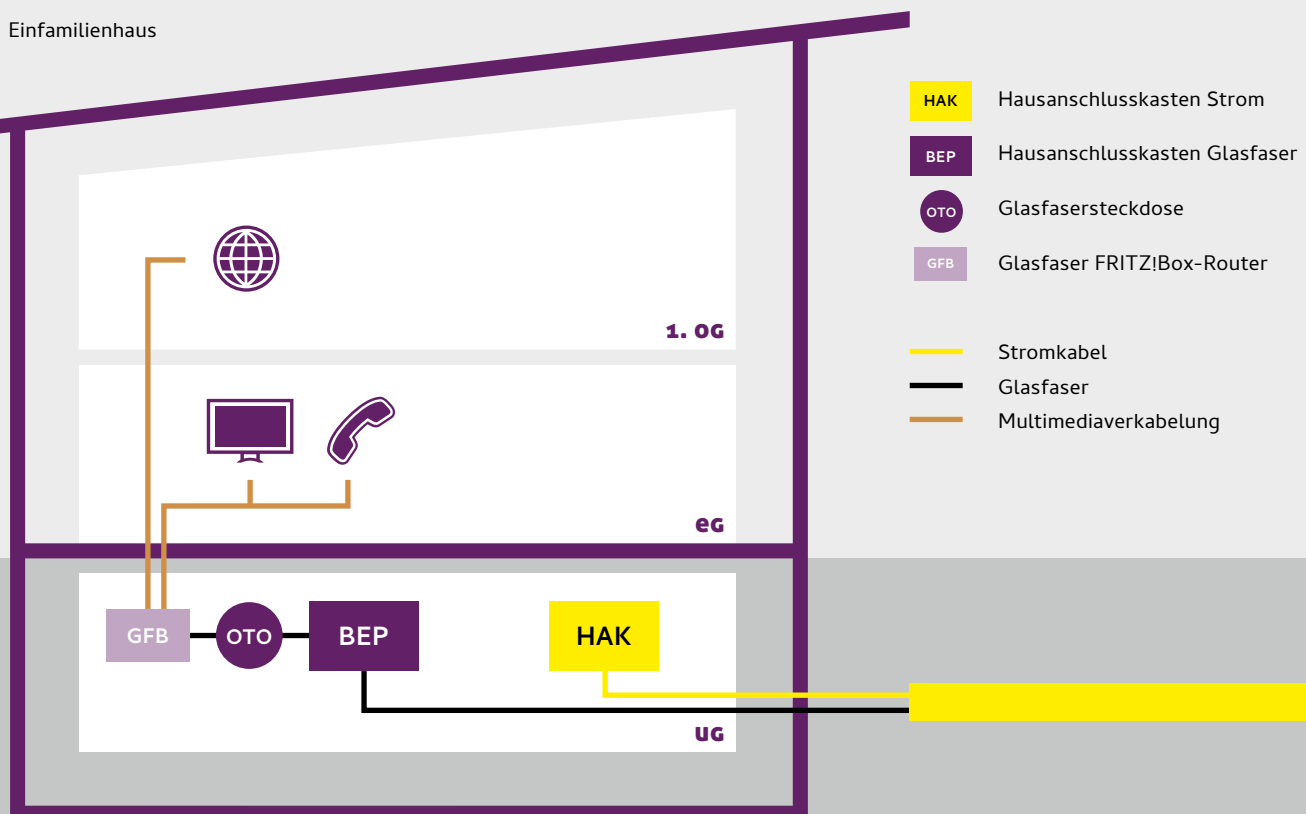 Einfamilienhaus
HAK Hausanschlusskasten Strom
BEP Hausanschlusskasten Glasfaser
OTO Glasfasersteckdose
GFB Glasfaser FRITZ!Box-Router
1. OG
Stromkabel
Glasfaser
Multimediaverkabelung
eG
GFB OTO BEP HAK
uG